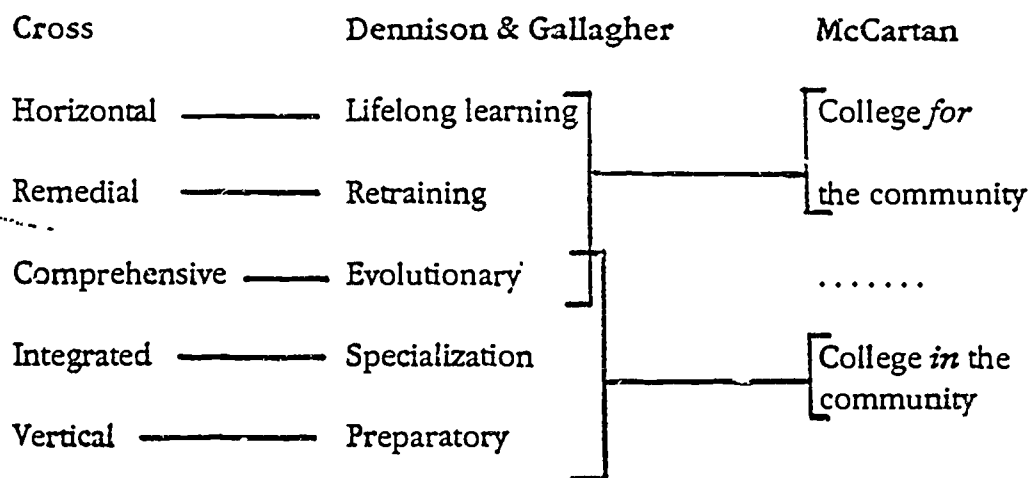 Cross Dennison & Gallagher McCartan
Horizontal Lifelong learning College for
Remedial Retraining the community
Comprehensive Evolutionary .......
Integrated Specialization College in the
community
Vertical Preparatory